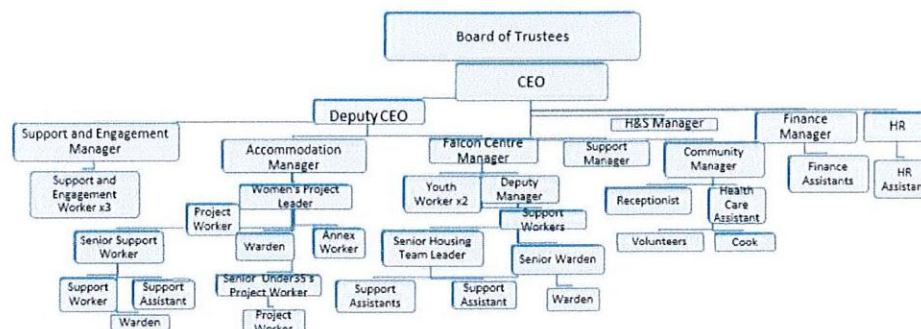 Board of Trustees
CEO
Deputy CEO
H&S Manager
Finance
Manager
HR
Support and Engagement
Manager
Accommodation
Manager
Falcon Centre
Manager
Support
Manager
Community
Manager
Finance
Assistants
HR
Support and
Engagement
Worker x3
Women's Project
Leader
Youth
Worker x2
Deputy
Manager
Receptionist
Health
Care
Assistant
Project
Worker
Support
Workers
Warden
Annex
Worker
Volunteers
Cook
Senior Support
Worker
Senior Housing
Team Leader
Senior Warden
Support
Worker
Support
Assistant
Senior Under35's
Project Worker
Support
Assistants
Support
Assistant
Warden
Warden
Project
Worker